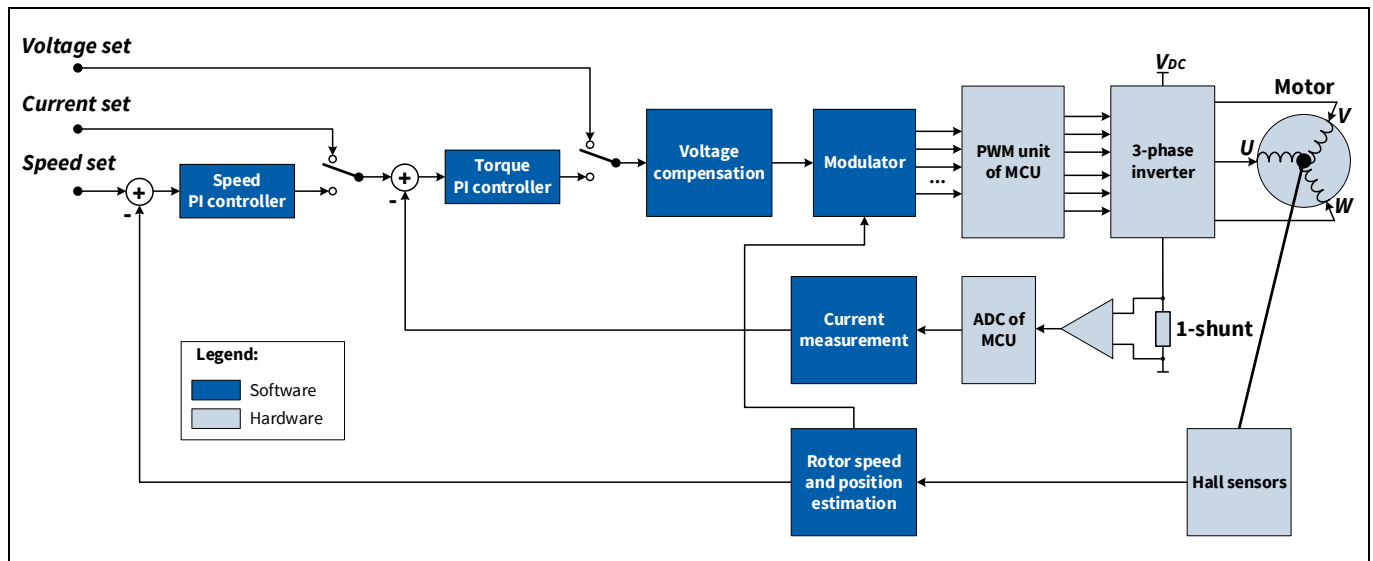 Voltage set
Current set
Speed set
+
-
Speed
PI controller
+
-
Torque
PI controller
Voltage
compensation
Modulator
...
PWM unit
of MCU
VDC
3-phase
inverter
Motor
V
U
W
Current
measurement
ADC of
MCU
1-shunt
Legend:
Software
Hardware
Rotor speed
and position
estimation
Hall sensors